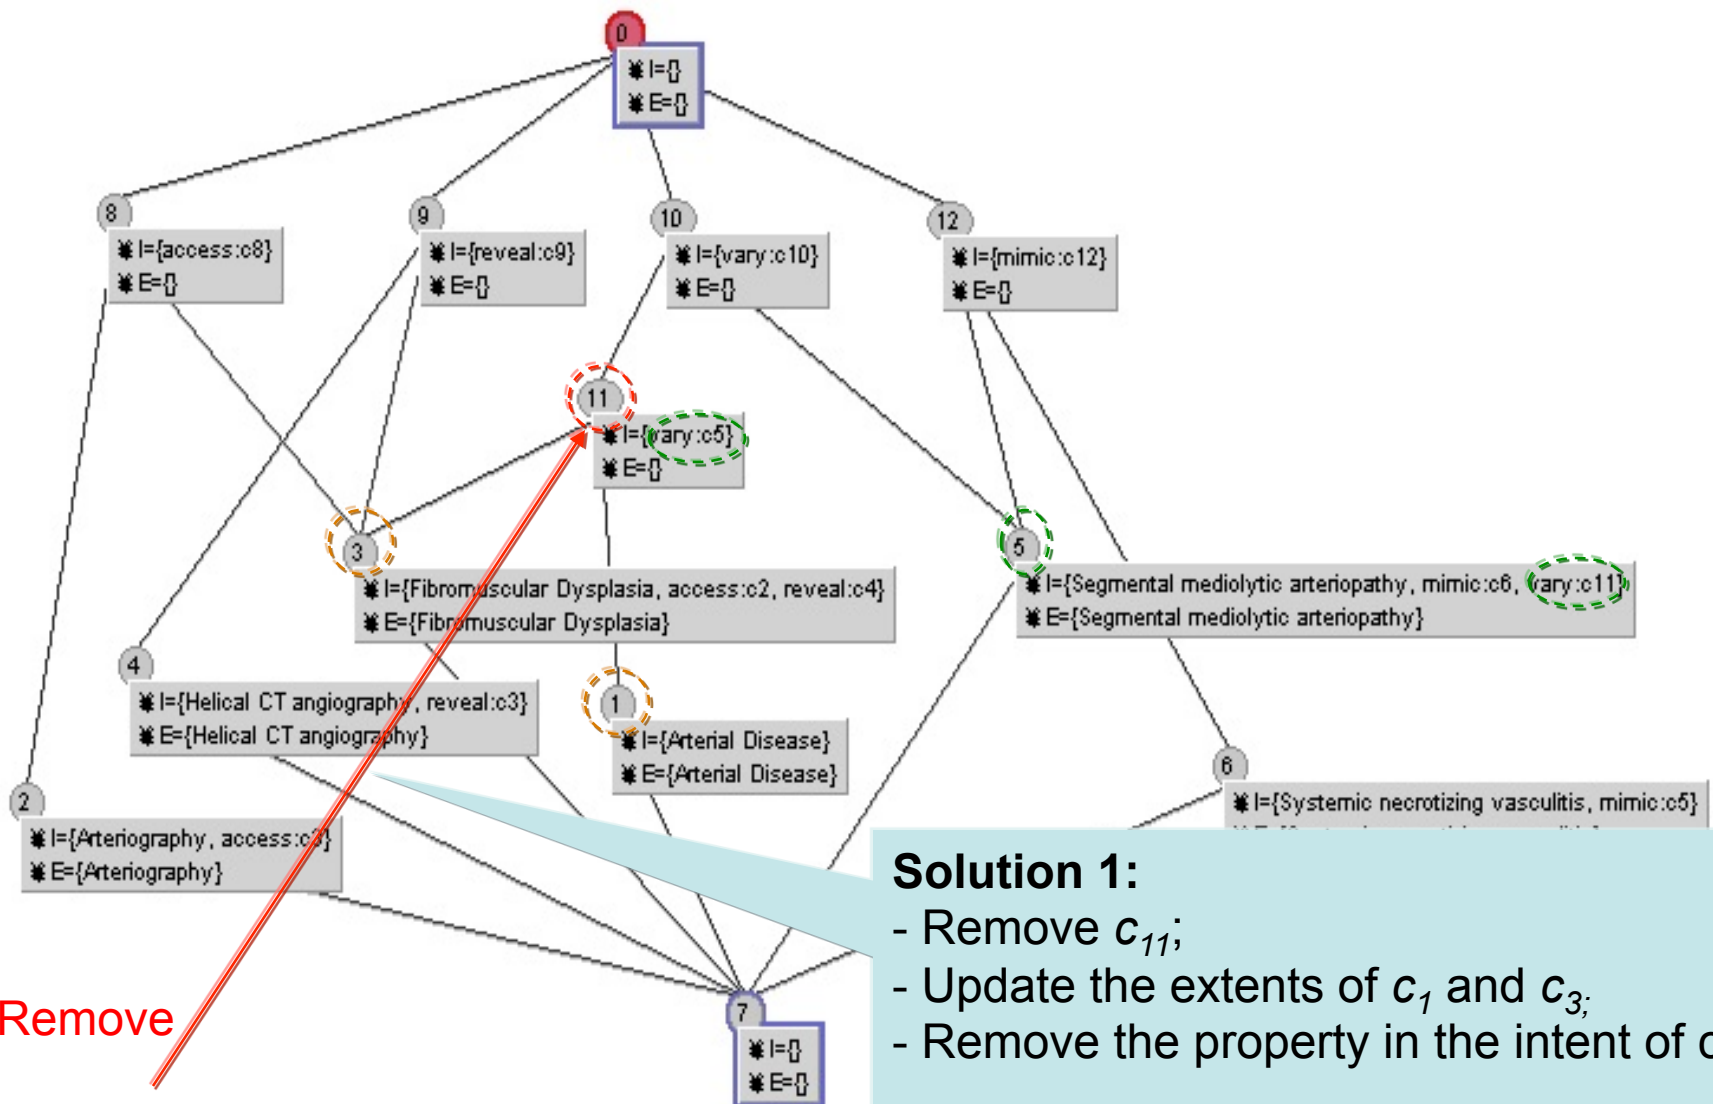 0
I={}
E={}
8
I={access:c8}
E={}
9
I={reveal:c9}
E={}
10
I={vary:c10}
E={}
12
I={mimic:c12}
E={}
11
I={vary:c5}
E={}
3
I={Fibromuscular Dysplasia, access:c2, reveal:c4}
E={Fibromuscular Dysplasia}
5
I={Segmental mediolytic arteriopathy, mimic:c6, vary:c11}
E={Segmental mediolytic arteriopathy}
4
I={Helical CT angiography, reveal:c3}
E={Helical CT angiography}
1
I={Arterial Disease}
E={Arterial Disease}
2
I={Arteriography, access:c3}
E={Arteriography}
6
I={Systemic necrotizing vasculitis, mimic:c5}
7
I={}
E={}
Remove
Solution 1:
- Remove c11;
- Update the extents of c1 and c3;
- Remove the property in the intent of c